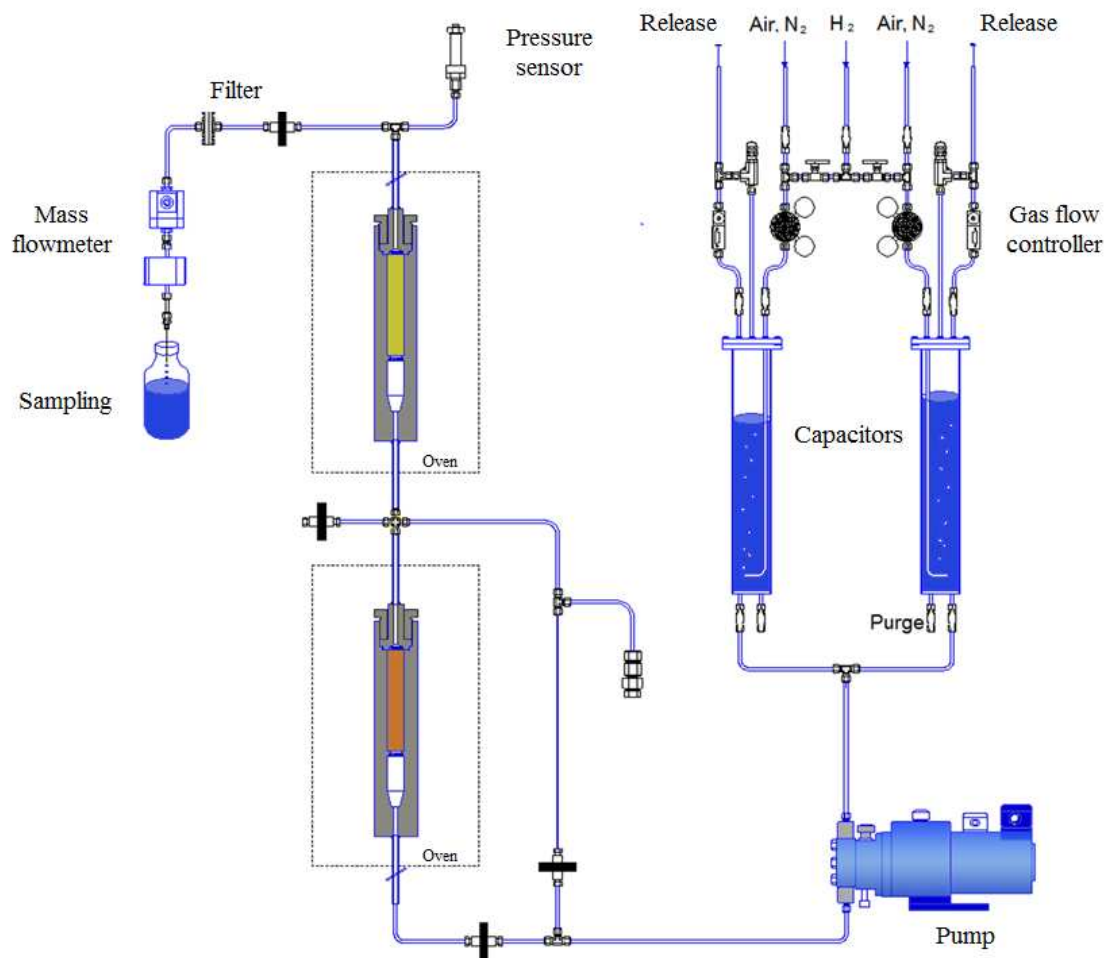 Release
Air, N₂
H₂
Air, N₂
Release
Pressure
sensor
Filter
Mass
flowmeter
Gas flow
controller
Sampling
Capacitors
Oven
Purge
Oven
Pump